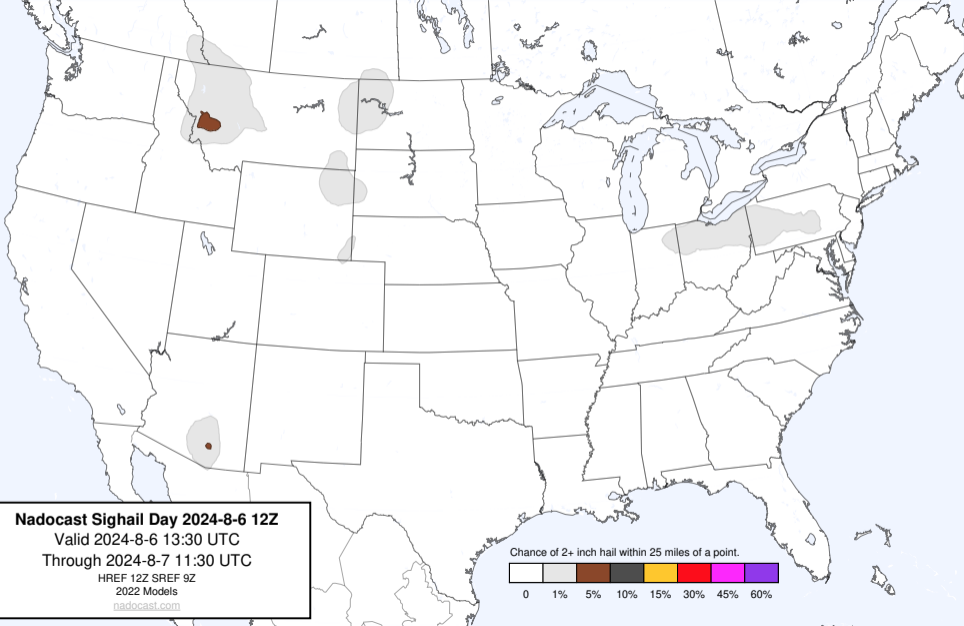 Nadocast Sighail Day 2024-8-6 12Z
Valid 2024-8-6 13:30 UTC
Through 2024-8-7 11:30 UTC
HREF 12Z SREF 9Z
2022 Models
nadocast.com
Chance of 2+ inch hail within 25 miles of a point.
0 1% 5% 10% 15% 30% 45% 60%